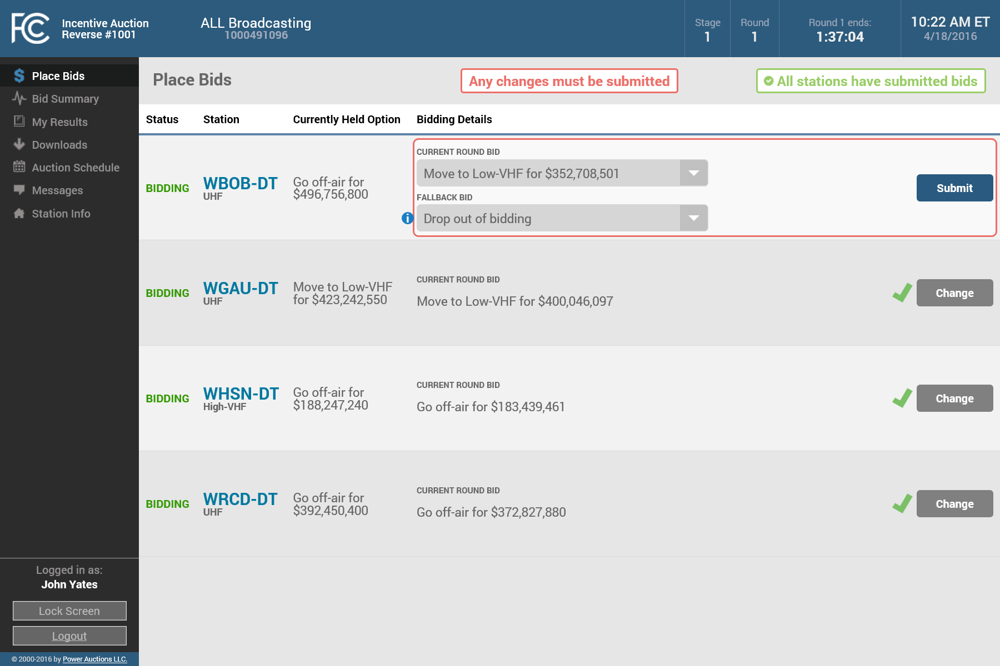 FCC
Incentive Auction
Reverse #1001
ALL Broadcasting
1000491096
Stage
1
Round
1
Round 1 ends:
1:37:04
10:22 AM ET
4/18/2016
Place Bids
Bid Summary
My Results
Downloads
Auction Schedule
Messages
Station Info
Place Bids
Any changes must be submitted
All stations have submitted bids
Status Station Currently Held Option Bidding Details
BIDDING
WBOB-DT
UHF
Go off-air for
$496,756,800
CURRENT ROUND BID
Move to Low-VHF for $352,708,501
FALLBACK BID
i
Drop out of bidding
Submit
BIDDING
WGAU-DT
UHF
Move to Low-VHF
for $423,242,550
CURRENT ROUND BID
Move to Low-VHF for $400,046,097
Change
BIDDING
WHSN-DT
High-VHF
Go off-air for
$188,247,240
CURRENT ROUND BID
Go off-air for $183,439,461
Change
BIDDING
WRCD-DT
UHF
Go off-air for
$392,450,400
CURRENT ROUND BID
Go off-air for $372,827,880
Change
Logged in as:
John Yates
Lock Screen
Logout
© 2000-2016 by Power Auctions LLC.